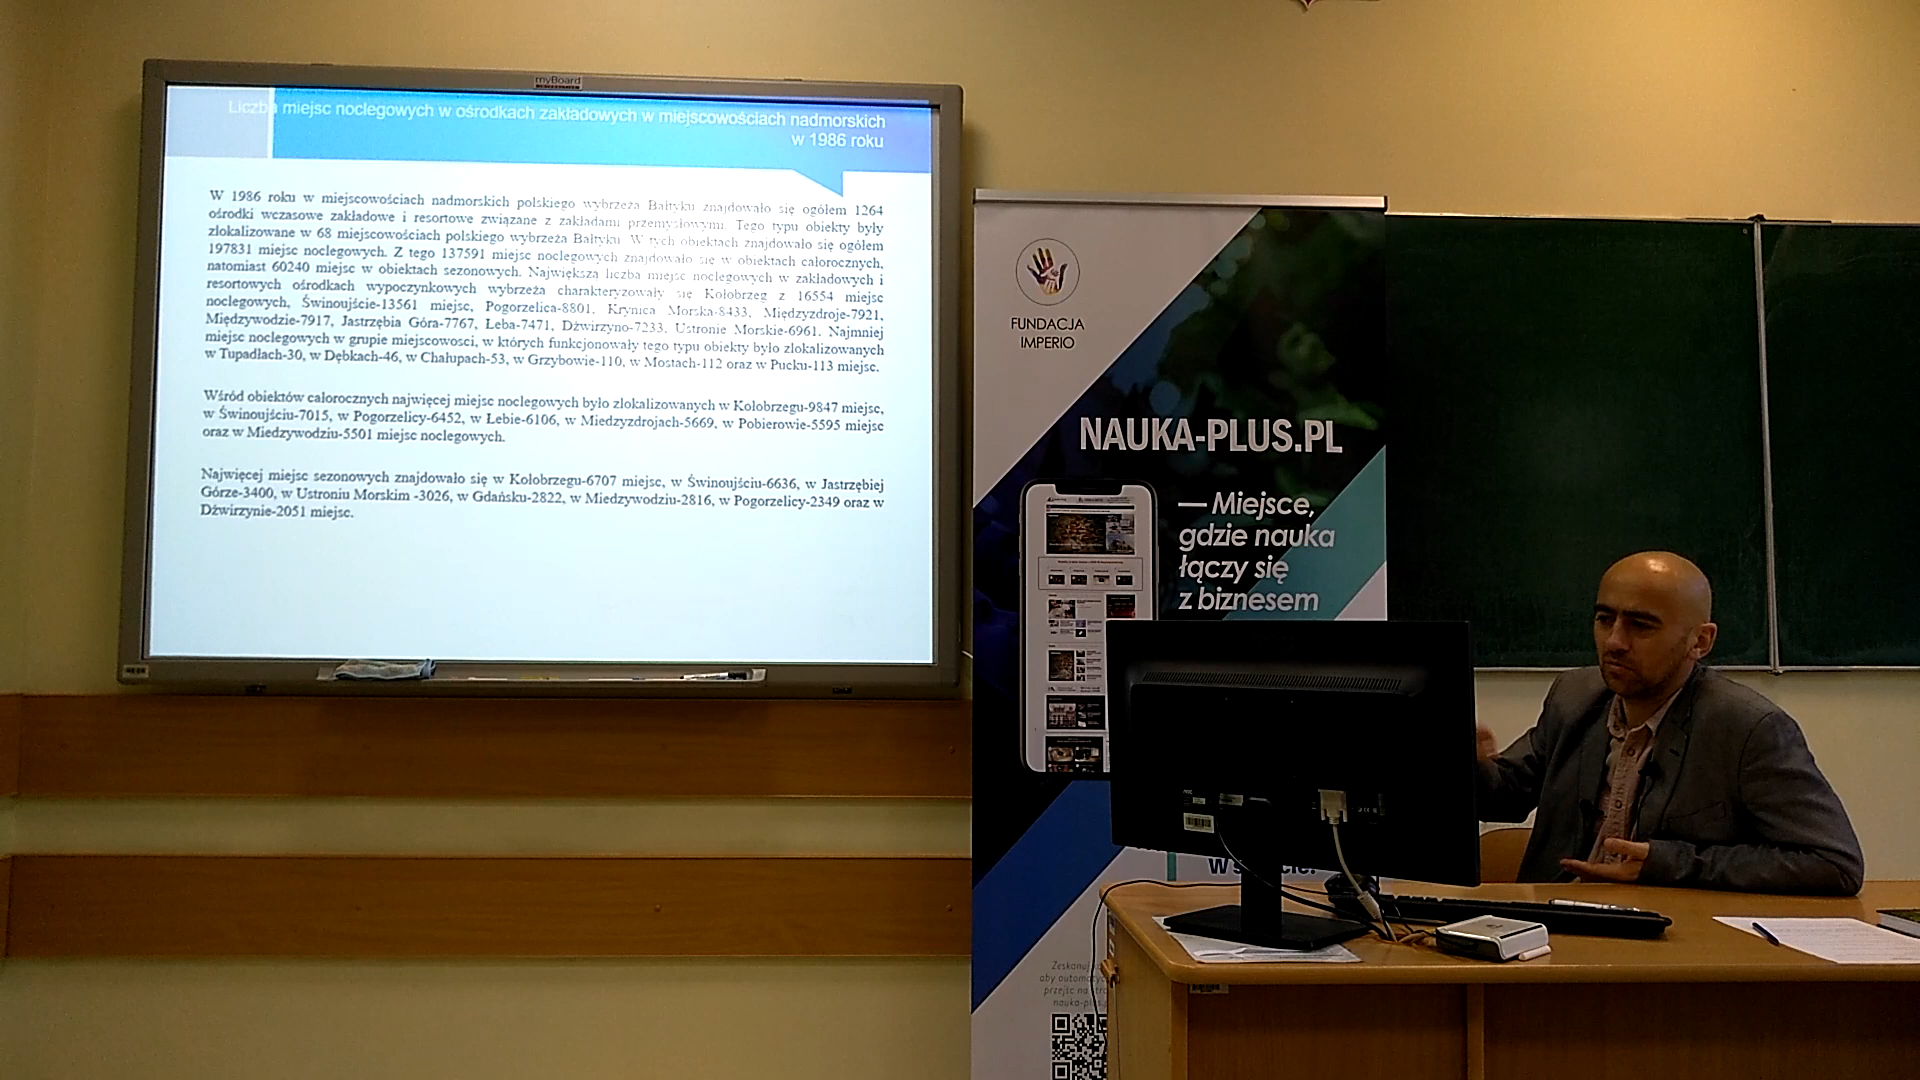 myBoard
Liczba miejsc noclegowych w ośrodkach zakładowych w miejscowościach nadmorskich
w 1986 roku
W 1986 roku w miejscowościach nadmorskich polskiego wybrzeża Bałtyku znajdowało się ogółem 1264
ośrodki wczasowe zakładowe i resortowe związane z zakładami przemysłowymi. Tego typu obiekty były
zlokalizowane w 68 miejscowościach polskiego wybrzeża Bałtyku. W tych obiektach znajdowało się ogółem
197831 miejsc noclegowych. Z tego 137591 miejsc noclegowych znajdowało się w obiektach całorocznych,
natomiast 60240 miejsc w obiektach sezonowych. Największa liczba miejsc noclegowych w zakładowych i
resortowych ośrodkach wypoczynkowych wybrzeża charakteryzowały się Kołobrzeg z 16554 miejsc
noclegowych, Świnoujście-13561 miejsc, Pogorzelica-8801, Krynica Morska-8433, Międzyzdroje-7921,
Międzywodzie-7917, Jastrzębia Góra-7767, Łeba-7471, Dźwirzyno-7233, Ustronie Morskie-6961. Najmniej
miejsc noclegowych w grupie miejscowosci, w których funkcjonowały tego typu obiekty było zlokalizowanych
w Tupadłach-30, w Dębkach-46, w Chałupach-53, w Grzybowie-110, w Mostach-112 oraz w Pucku-113 miejsc.
Wśród obiektów całorocznych najwięcej miejsc noclegowych było zlokalizowanych w Kołobrzegu-9847 miejsc,
w Świnoujściu-7015, w Pogorzelicy-6452, w Łebie-6106, w Miedzyzdrojach-5669, w Pobierowie-5595 miejsc
oraz w Miedzywodziu-5501 miejsc noclegowych.
Najwięcej miejsc sezonowych znajdowało się w Kołobrzegu-6707 miejsc, w Świnoujściu-6636, w Jastrzębiej
Górze-3400, w Ustroniu Morskim -3026, w Gdańsku-2822, w Miedzywodziu-2816, w Pogorzelicy-2349 oraz w
Dźwirzynie-2051 miejsc.
FUNDACJA
IMPERIO
NAUKA-PLUS.PL
— Miejsce,
gdzie nauka
łączy się
z biznesem
Zeskanuj
aby automatyc
przejść na stro
nauka-plus.p